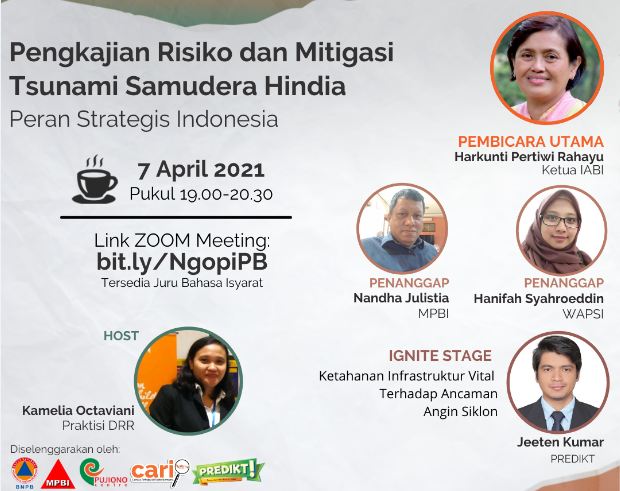 Pengkajian Risiko dan Mitigasi
Tsunami Samudera Hindia
Peran Strategis Indonesia
7 April 2021
Pukul 19.00-20.30
Link ZOOM Meeting:
bit.ly/NgopiPB
Tersedia Juru Bahasa Isyarat
PEMBICARA UTAMA
Harkunti Pertiwi Rahayu
Ketua IABI
PENANGGAP
Nandha Julistia
MPBI
PENANGGAP
Hanifah Syahroeddin
WAPSI
HOST
Kamelia Octaviani
Praktisi DRR
IGNITE STAGE
Ketahanan Infrastruktur Vital
Terhadap Ancaman
Angin Siklon
Jeeten Kumar
PREDIKT
Diselenggarakan oleh:
BNPB
MPBI
PUJIONO
CENTRE
cari
PREDIKT!